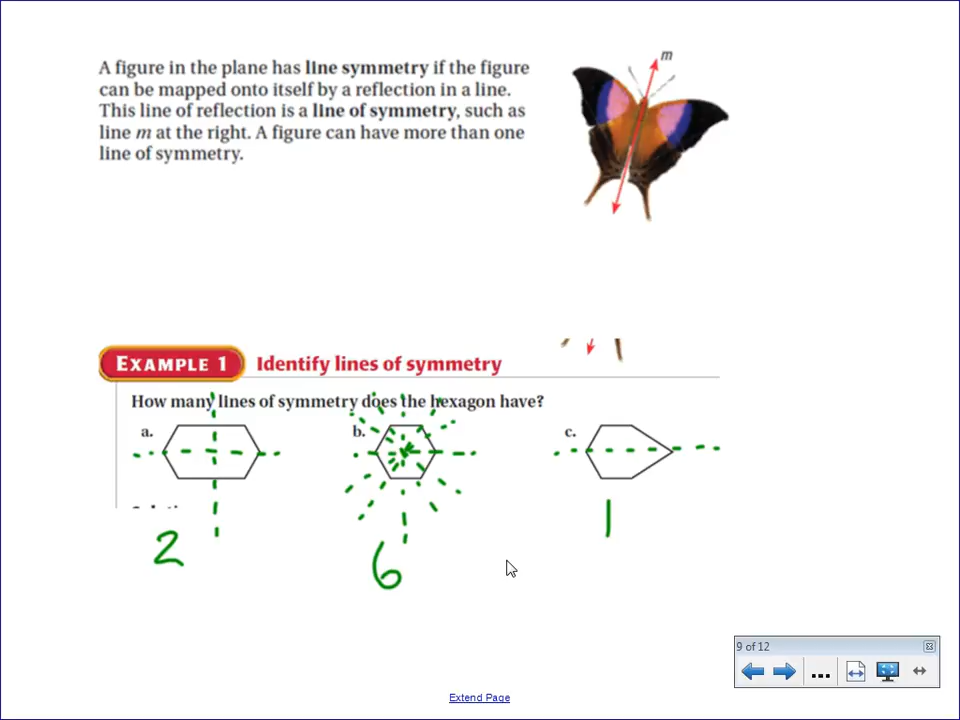 A figure in the plane has line symmetry if the figure
can be mapped onto itself by a reflection in a line.
This line of reflection is a line of symmetry, such as
line m at the right. A figure can have more than one
line of symmetry.
m
EXAMPLE 1 Identify lines of symmetry
How many lines of symmetry does the hexagon have?
a. b. c.
2 6 1
9 of 12
...
Extend Page